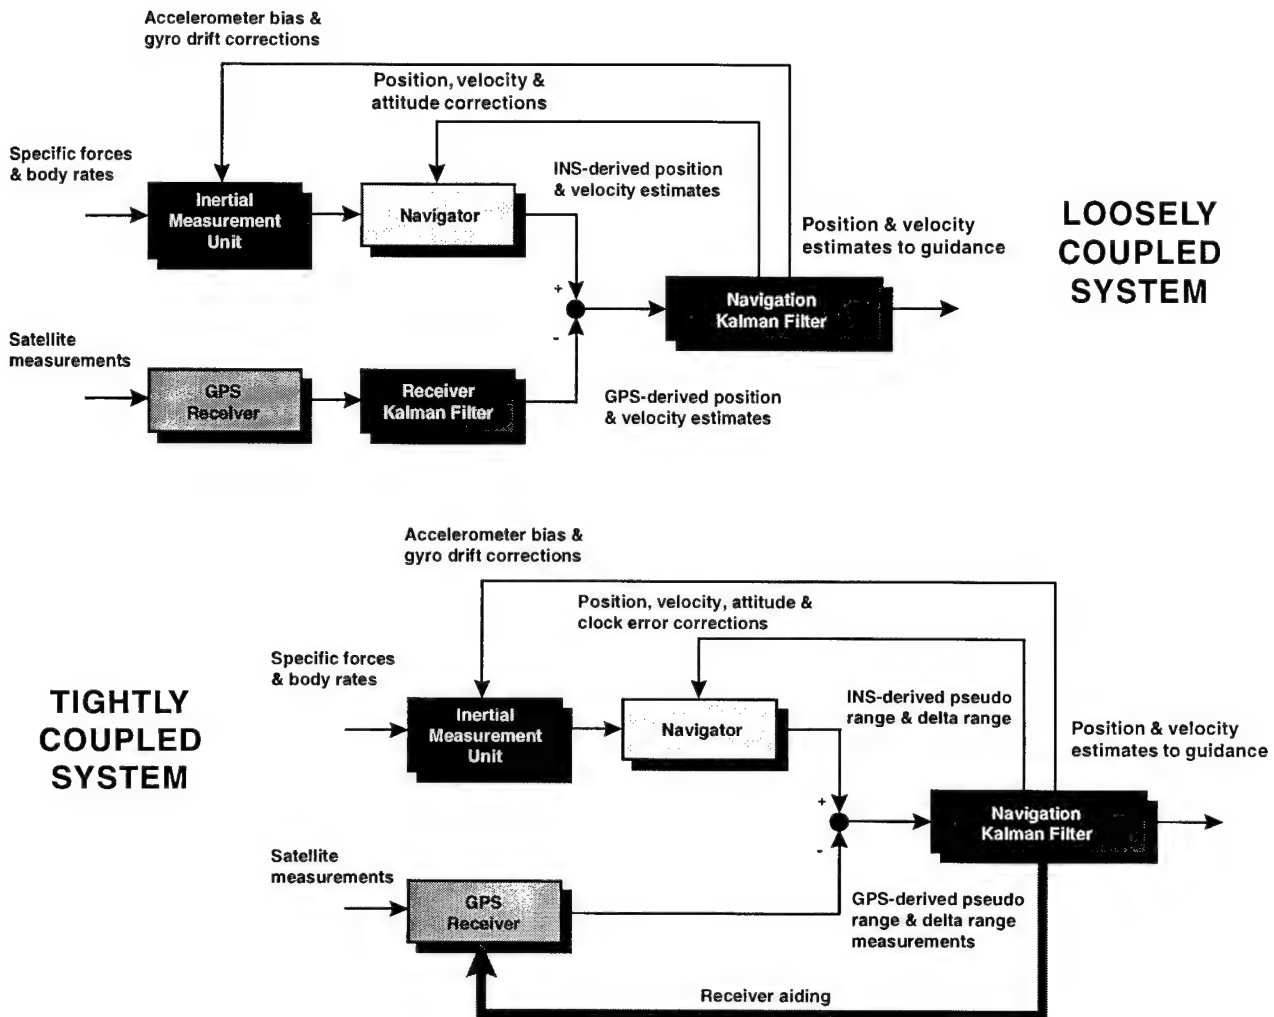 Accelerometer bias &
gyro drift corrections
Position, velocity &
attitude corrections
Specific forces
& body rates
Inertial
Measurement
Unit
Navigator
INS-derived position
& velocity estimates
Position & velocity
estimates to guidance
LOOSELY
COUPLED
SYSTEM
+
-
Navigation
Kalman Filter
Satellite
measurements
GPS
Receiver
Receiver
Kalman Filter
GPS-derived position
& velocity estimates
Accelerometer bias &
gyro drift corrections
Position, velocity, attitude &
clock error corrections
Specific forces
& body rates
TIGHTLY
COUPLED
SYSTEM
Inertial
Measurement
Unit
Navigator
INS-derived pseudo
range & delta range
Position & velocity
estimates to guidance
+
-
Navigation
Kalman Filter
Satellite
measurements
GPS
Receiver
GPS-derived pseudo
range & delta range
measurements
Receiver aiding